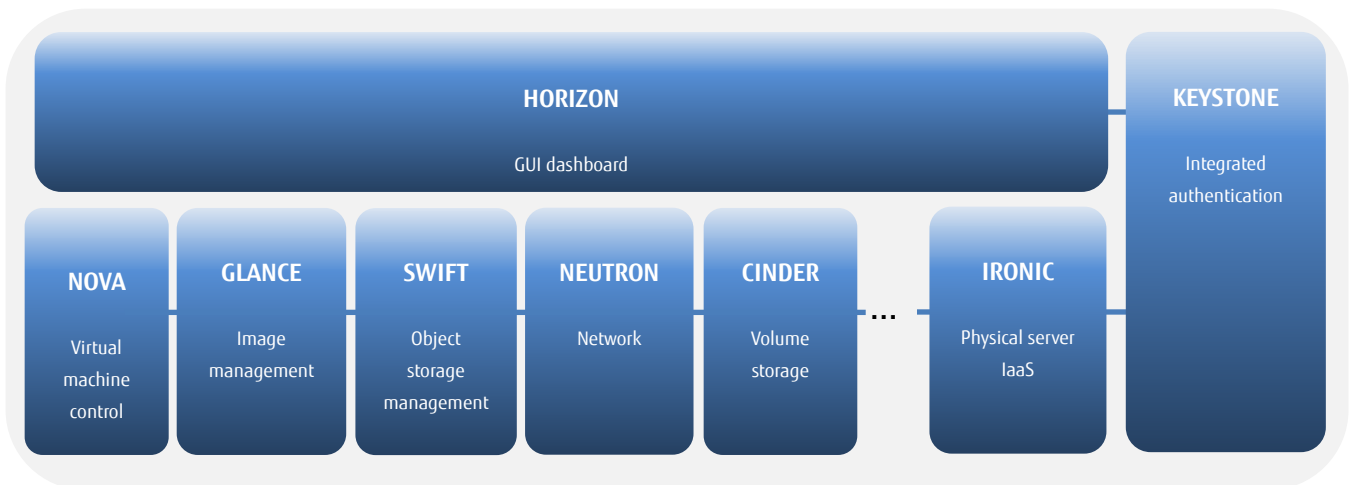 HORIZON
GUI dashboard
KEYSTONE
Integrated
authentication
NOVA
Virtual
machine
control
GLANCE
Image
management
SWIFT
Object
storage
management
NEUTRON
Network
CINDER
Volume
storage
...
IRONIC
Physical server
IaaS